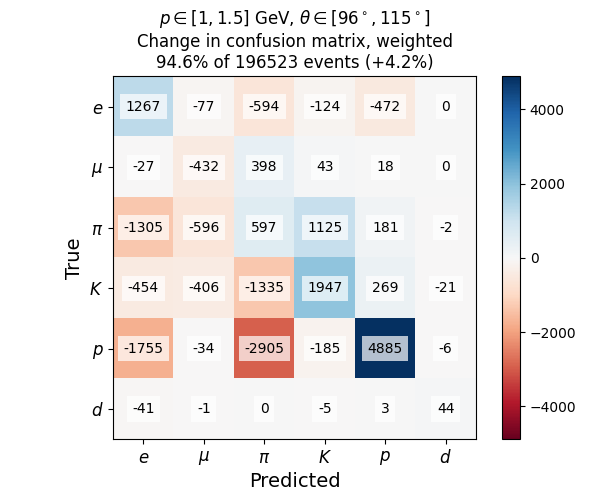 p ∈ [1, 1.5] GeV, θ ∈ [96°, 115°]
Change in confusion matrix, weighted
94.6% of 196523 events (+4.2%)
e 1267 -77 -594 -124 -472 0
μ -27 -432 398 43 18 0
π -1305 -596 597 1125 181 -2
K -454 -406 -1335 1947 269 -21
p -1755 -34 -2905 -185 4885 -6
d -41 -1 0 -5 3 44
e μ π K p d
True
Predicted
4000
2000
0
−2000
−4000